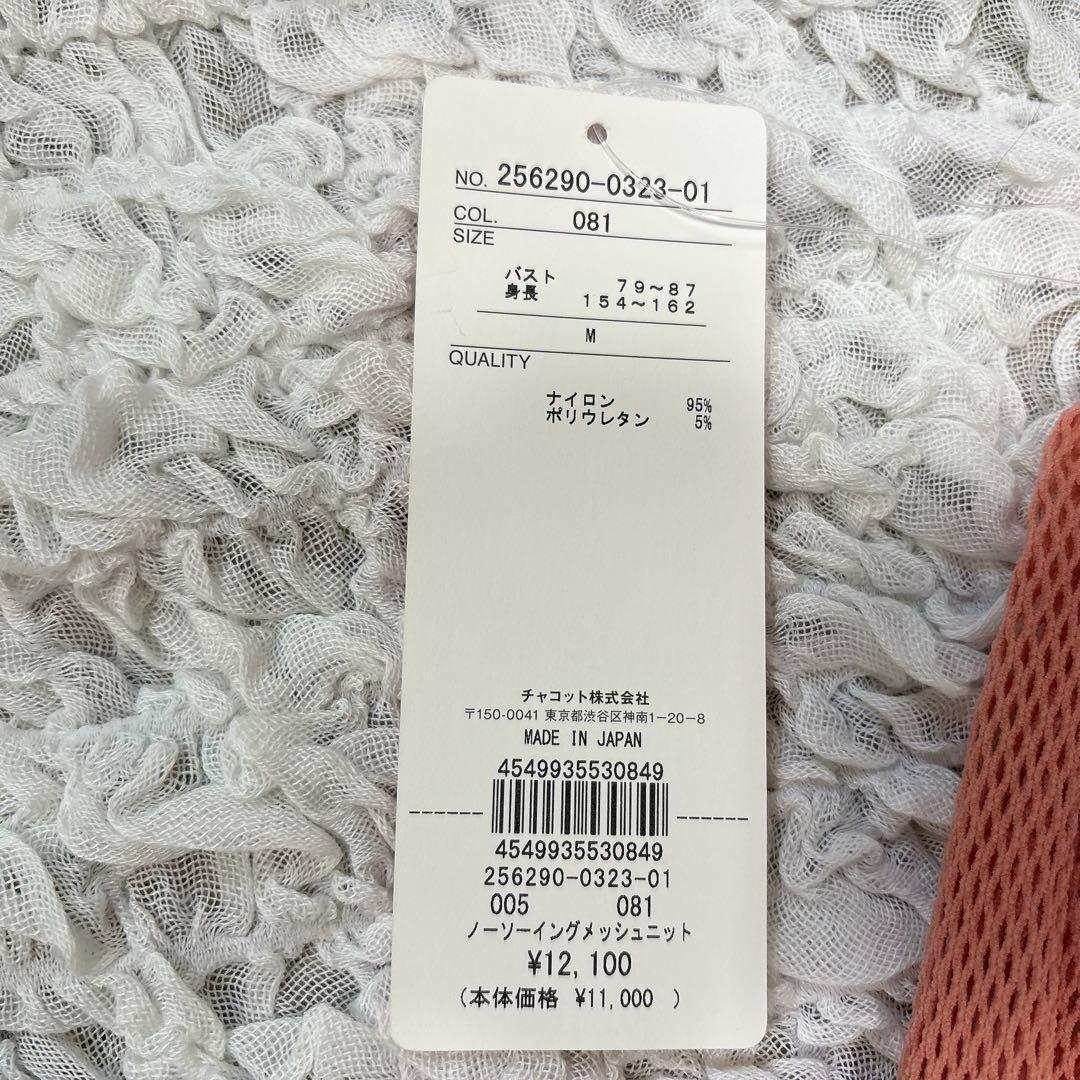 NO. 256290-0323-01
COL. 081
SIZE
バスト 79~87
身長 154~162
M
QUALITY
ナイロン 95%
ポリウレタン 5%
チャコット株式会社
〒150-0041 東京都渋谷区神南1-20-8
MADE IN JAPAN
4549935530849
4549935530849
256290-0323-01
005 081
ノーソーイングメッシュニット
¥12,100
(本体価格 ¥11,000 )